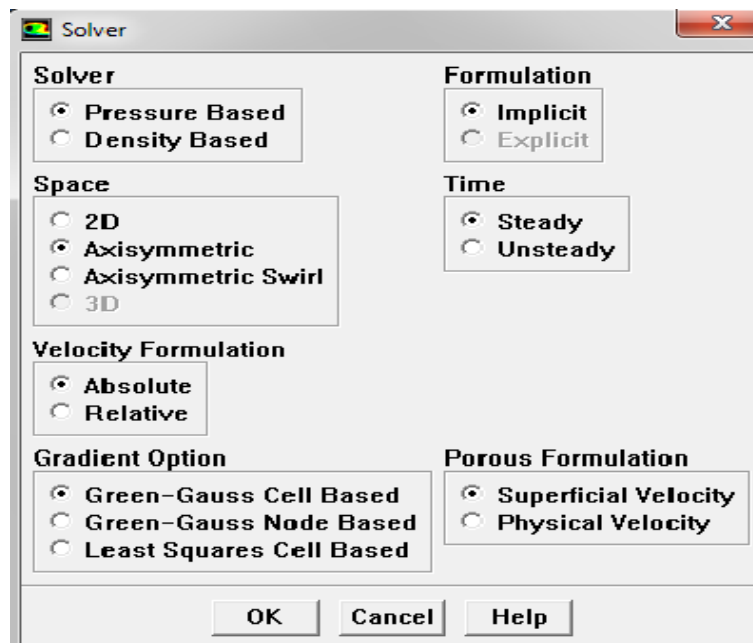 Solver
Solver
Pressure Based
Density Based
Formulation
Implicit
Explicit
Space
2D
Axisymmetric
Axisymmetric Swirl
3D
Time
Steady
Unsteady
Velocity Formulation
Absolute
Relative
Gradient Option
Green-Gauss Cell Based
Green-Gauss Node Based
Least Squares Cell Based
Porous Formulation
Superficial Velocity
Physical Velocity
OK Cancel Help